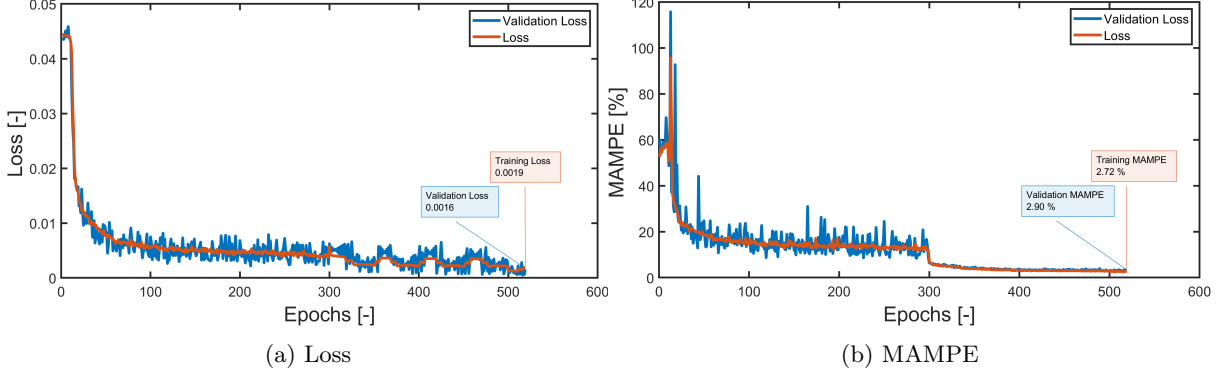 0.05
0.04
0.03
0.02
0.01
0
Loss [-]
0 100 200 300 400 500 600
Epochs [-]
Validation Loss
Loss
Training Loss
0.0019
Validation Loss
0.0016
(a) Loss
120
100
80
60
40
20
0
MAMPE [%]
0 100 200 300 400 500 600
Epochs [-]
Validation Loss
Loss
Training MAMPE
2.72 %
Validation MAMPE
2.90 %
(b) MAMPE